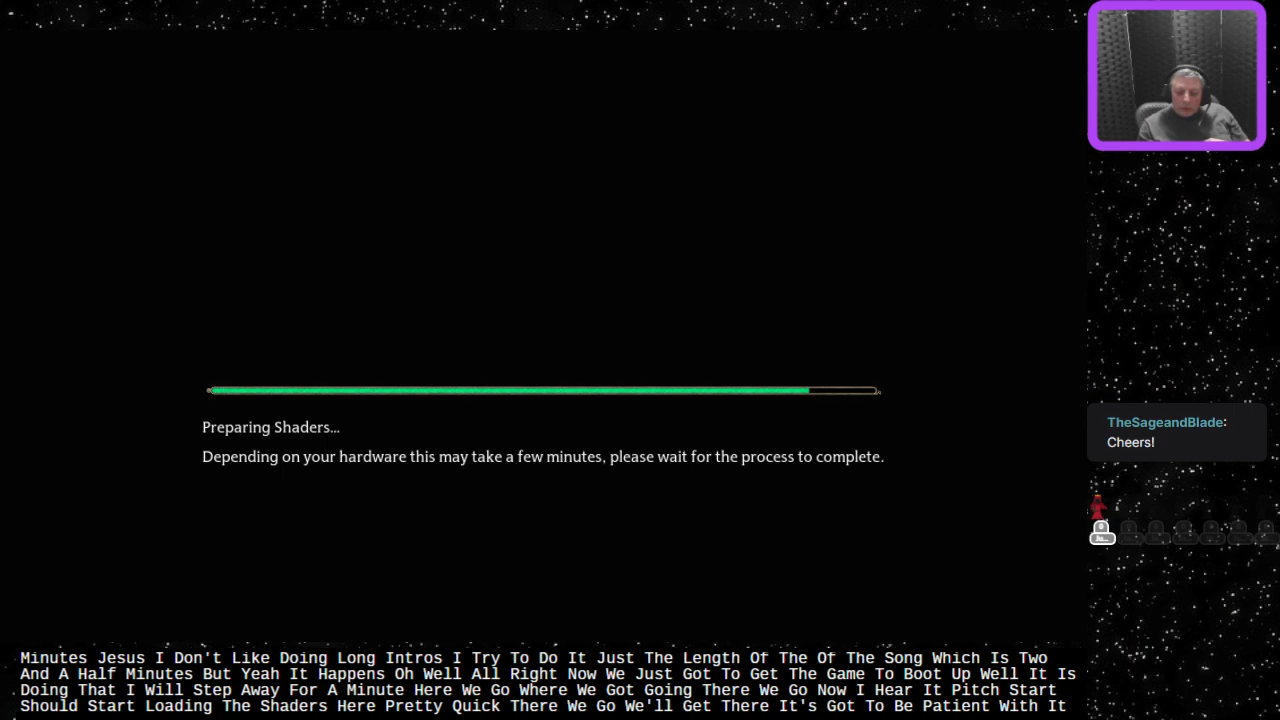 Preparing Shaders...
Depending on your hardware this may take a few minutes, please wait for the process to complete.
TheSageandBlade:
Cheers!
Minutes Jesus I Don't Like Doing Long Intros I Try To Do It Just The Length Of The Of The Song Which Is Two
And A Half Minutes But Yeah It Happens Oh Well All Right Now We Just Got To Get The Game To Boot Up Well It Is
Doing That I Will Step Away For A Minute Here We Go Where We Got Going There We Go Now I Hear It Pitch Start
Should Start Loading The Shaders Here Pretty Quick There We Go We'll Get There It's Got To Be Patient With It